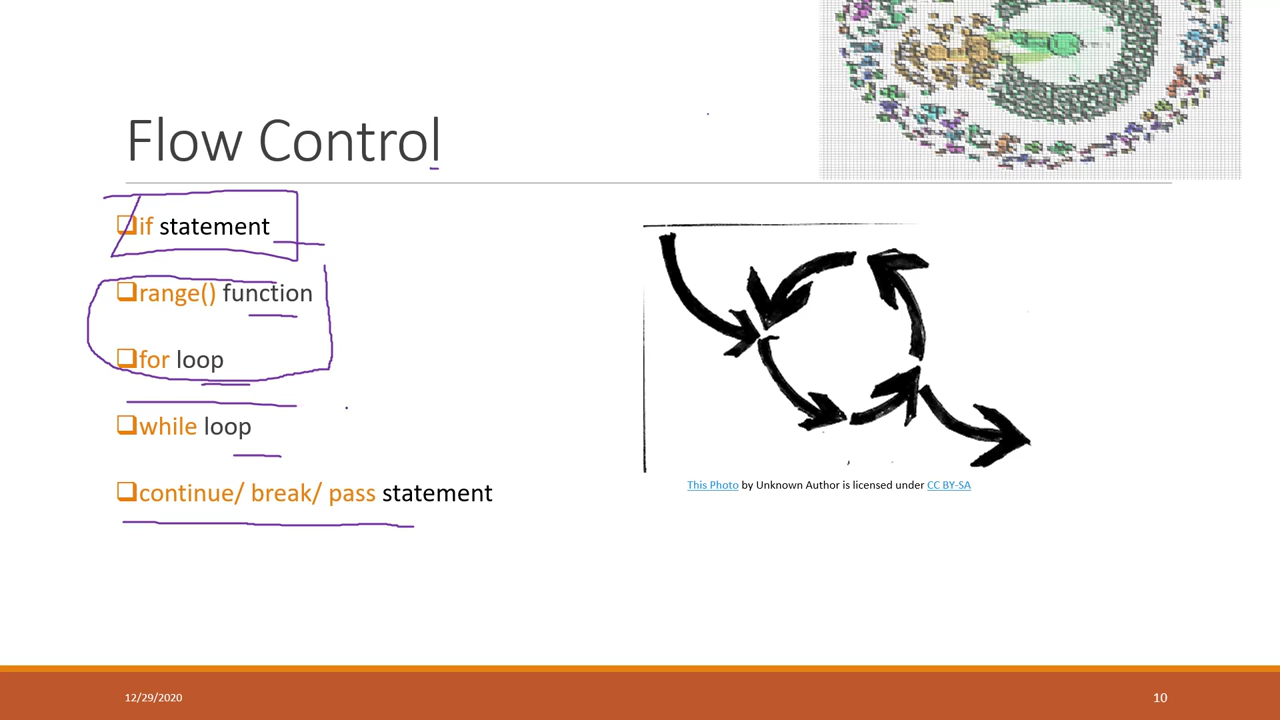 Flow Control
if statement
range() function
for loop
while loop
continue/ break/ pass statement
This Photo by Unknown Author is licensed under CC BY-SA
12/29/2020
10